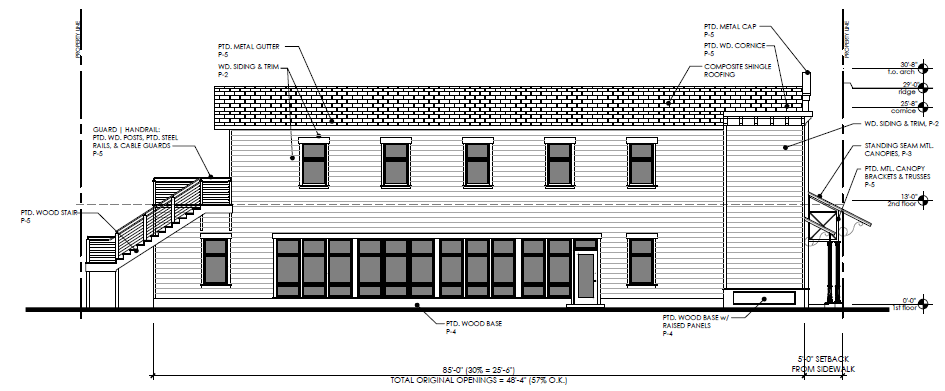 PROPERTY LINE
PROPERTY LINE
PTD. METAL CAP
P-5
PTD. METAL GUTTER
P-5
PTD. WD. CORNICE
P-5
WD. SIDING & TRIM
P-2
COMPOSITE SHINGLE
ROOFING
30'-8"
t.o. arch
29'-0"
ridge
25'-8"
cornice
GUARD | HANDRAIL:
PTD. WD. POSTS, PTD. STEEL
RAILS, & CABLE GUARDS
P-5
WD. SIDING & TRIM, P-2
STANDING SEAM MTL.
CANOPIES, P-3
PTD. MTL. CANOPY
BRACKETS & TRUSSES
P-5
13'-0"
2nd floor
PTD. WOOD STAIR
P-5
0'-0"
1st floor
PTD. WOOD BASE
P-4
PTD. WOOD BASE w/
RAISED PANELS
P-4
5'-0" SETBACK
FROM SIDEWALK
85'-0" (30% = 25'-6")
TOTAL ORIGINAL OPENINGS = 48'-4" (57% O.K.)